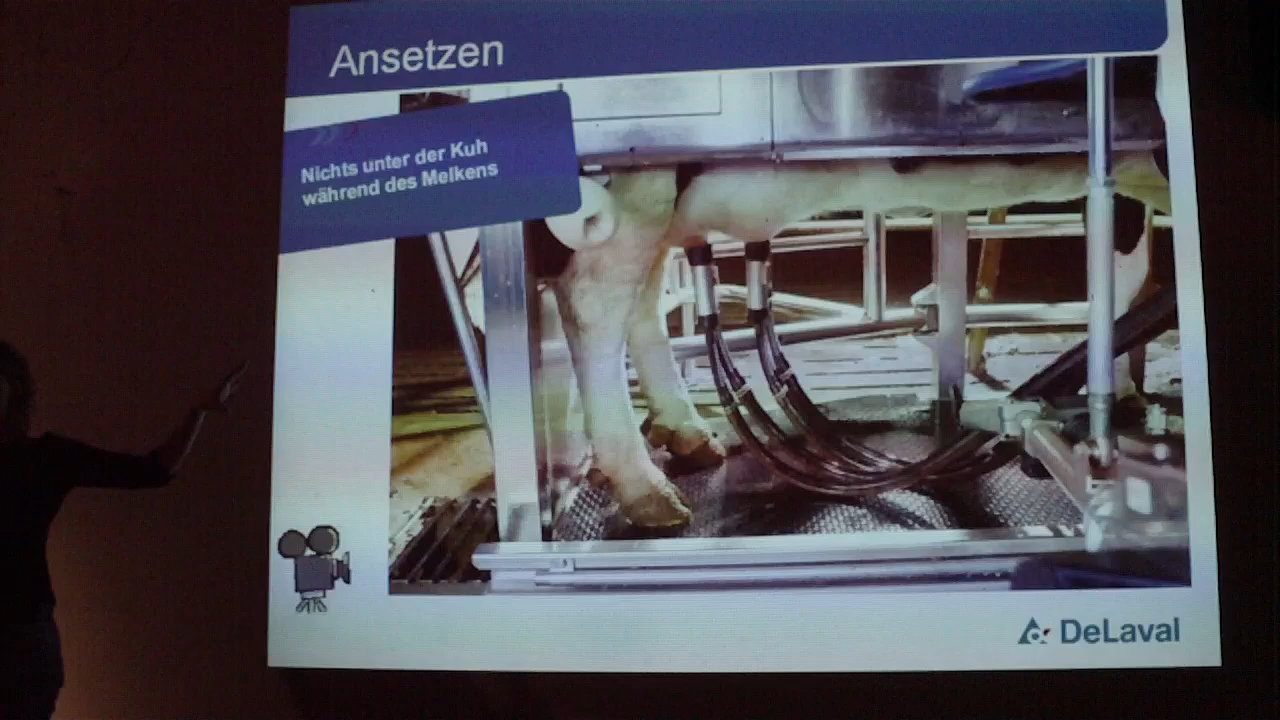 Ansetzen
Nichts unter der Kuh
während des Melkens
DeLaval